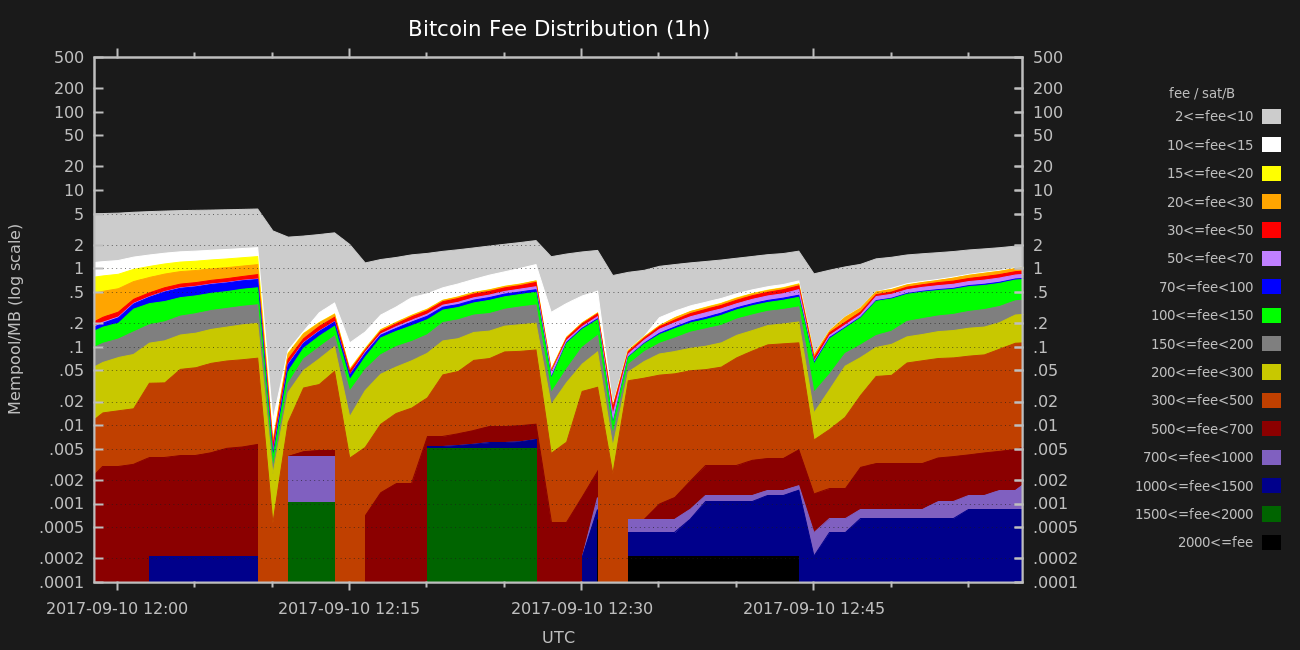 Bitcoin Fee Distribution (1h)
Mempool/MB (log scale)
500
200
100
50
20
10
5
2
1
.5
.2
.1
.05
.02
.01
.005
.002
.001
.0005
.0002
.0001
500
200
100
50
20
10
5
2
1
.5
.2
.1
.05
.02
.01
.005
.002
.001
.0005
.0002
.0001
2017-09-10 12:00
2017-09-10 12:15
2017-09-10 12:30
2017-09-10 12:45
UTC
fee / sat/B
2<=fee<10
10<=fee<15
15<=fee<20
20<=fee<30
30<=fee<50
50<=fee<70
70<=fee<100
100<=fee<150
150<=fee<200
200<=fee<300
300<=fee<500
500<=fee<700
700<=fee<1000
1000<=fee<1500
1500<=fee<2000
2000<=fee